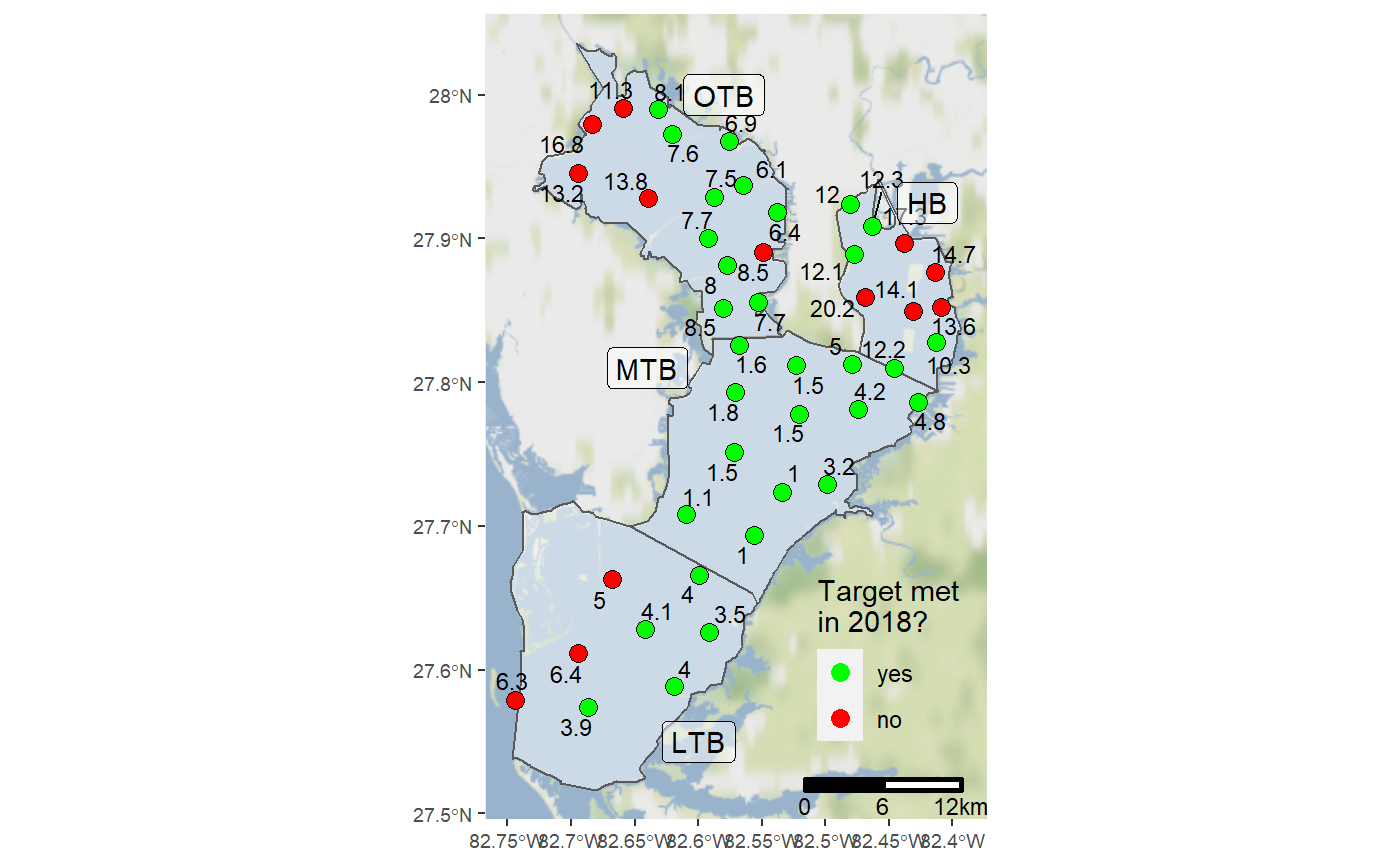 11.3
8.1
OTB
28°N
6.9
16.8
7.6
7.5
6.1
12.3
13.2
13.8
12
HB
17.3
7.7
6.4
27.9°N
14.7
8.5
12.1
8
14.1
20.2
7.7
8.5
13.6
5
12.2
1.6
10.3
MTB
27.8°N
1.5
4.2
1.8
4.8
1.5
1.5
1
3.2
1.1
27.7°N
1
5
4
Target met
in 2018?
4.1
3.5
27.6°N
6.3
6.4
4
yes
3.9
no
LTB
0 6 12km
27.5°N
82.75°W 82.7°W 82.65°W 82.6°W 82.55°W 82.5°W 82.45°W 82.4°W